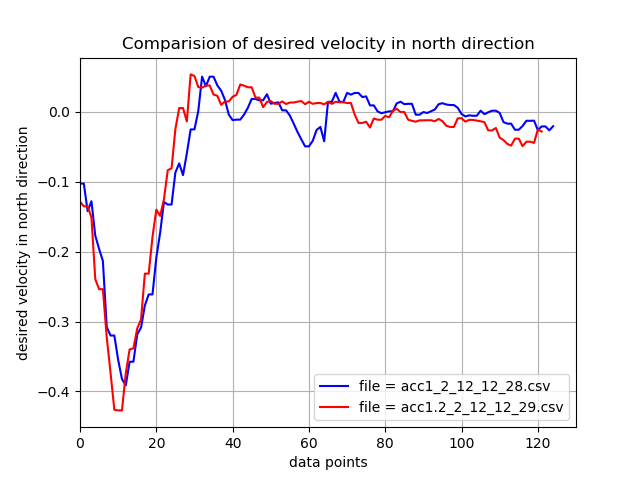 Comparision of desired velocity in north direction
desired velocity in north direction
0.0
−0.1
−0.2
−0.3
−0.4
0 20 40 60 80 100 120
data points
file = acc1_2_12_12_28.csv
file = acc1.2_2_12_12_29.csv